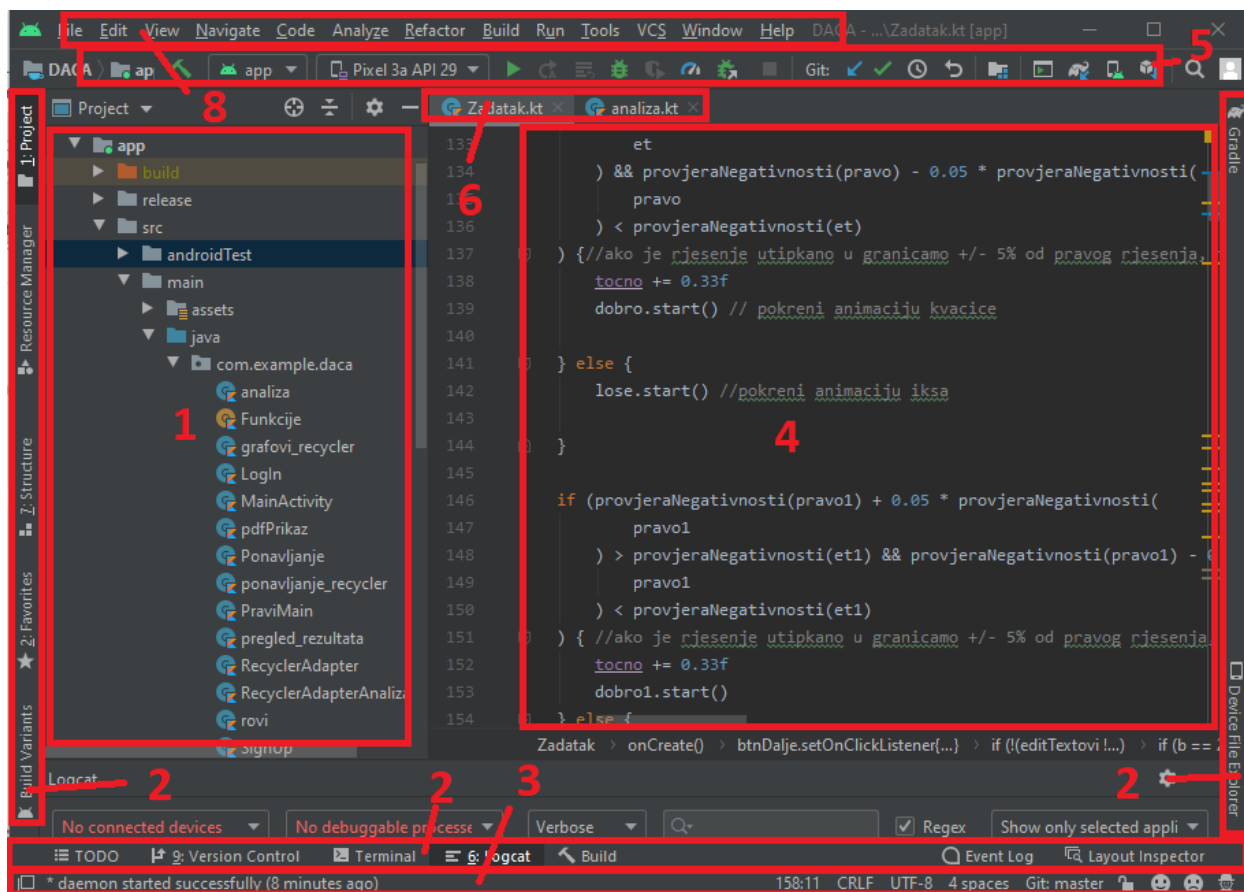 File Edit View Navigate Code Analyze Refactor Build Run Tools VCS Window Help DACA - ...\Zadatak.kt [app]
5
DACA ap app Pixel 3a API 29 Git:
8
Project
Zadatak.kt analiza.kt
6
1: Project
Resource Manager
7: Structure
2: Favorites
Build Variants
app
build
release
src
androidTest
main
assets
java
com.example.daca
analiza
Funkcije
grafovi_recycler
LogIn
MainActivity
pdfPrikaz
Ponavljanje
ponavljanje_recycler
PraviMain
pregled_rezultata
RecyclerAdapter
RecyclerAdapterAnaliza
rovi
SignUp
1
133 et
134 ) && provjeraNegativnosti(pravo) - 0.05 * provjeraNegativnosti(
135 pravo
136 ) < provjeraNegativnosti(et)
137 ) {//ako je rjesenje utipkano u granicamo +/- 5% od pravog rjesenja,
138 tocno += 0.33f
139 dobro.start() // pokreni animaciju kvacice
140
141 } else {
142 lose.start() //pokreni animaciju iksa
143
144 }
145
146 if (provjeraNegativnosti(pravo1) + 0.05 * provjeraNegativnosti(
147 pravo1
148 ) > provjeraNegativnosti(et1) && provjeraNegativnosti(pravo1) - 0
149 pravo1
150 ) < provjeraNegativnosti(et1)
151 ) { //ako je rjesenje utipkano u granicamo +/- 5% od pravog rjesenja,
152 tocno += 0.33f
153 dobro1.start()
154 } else {
4
Gradle
Device File Explorer
Zadatak > onCreate() > btnDalje.setOnClickListener{...} > if (!(editTextovi !...) > if (b == 2
Logcat
2
2
3
2
No connected devices No debuggable processe Verbose Q- Regex Show only selected appli
TODO 9: Version Control Terminal 6: Logcat Build Event Log Layout Inspector
* daemon started successfully (8 minutes ago) 158:11 CRLF UTF-8 4 spaces Git: master